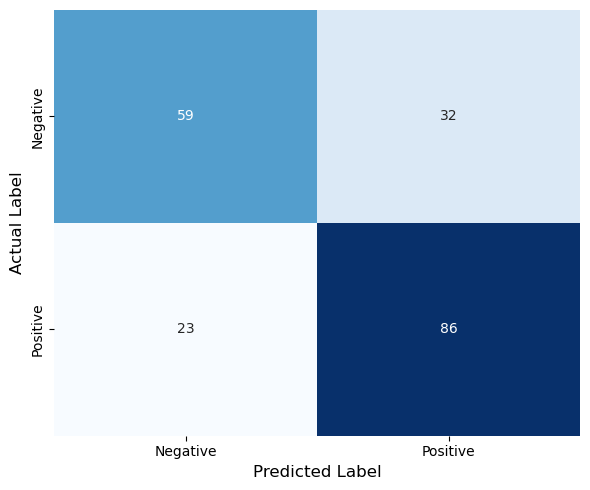 Actual Label
Negative
59
32
Positive
23
86
Negative
Positive
Predicted Label